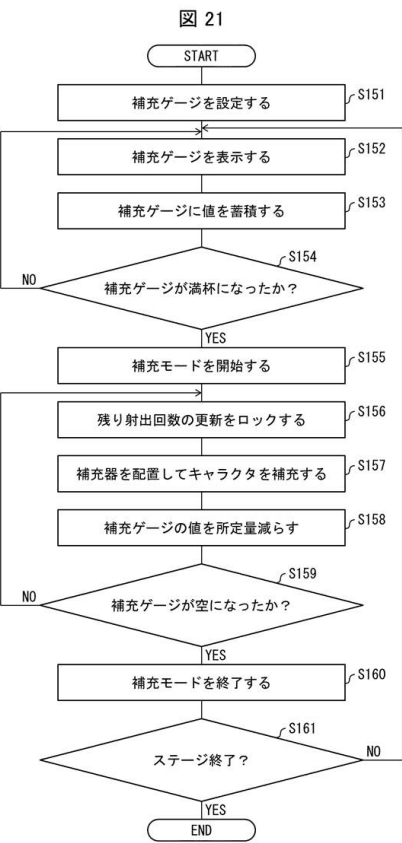 図 21
START
補充ゲージを設定する
S151
補充ゲージを表示する
S152
補充ゲージに値を蓄積する
S153
補充ゲージが満杯になったか？
S154
NO
YES
補充モードを開始する
S155
残り射出回数の更新をロックする
S156
補充器を配置してキャラクタを補充する
S157
補充ゲージの値を所定量減らす
S158
補充ゲージが空になったか？
S159
NO
YES
補充モードを終了する
S160
ステージ終了？
S161
NO
YES
END